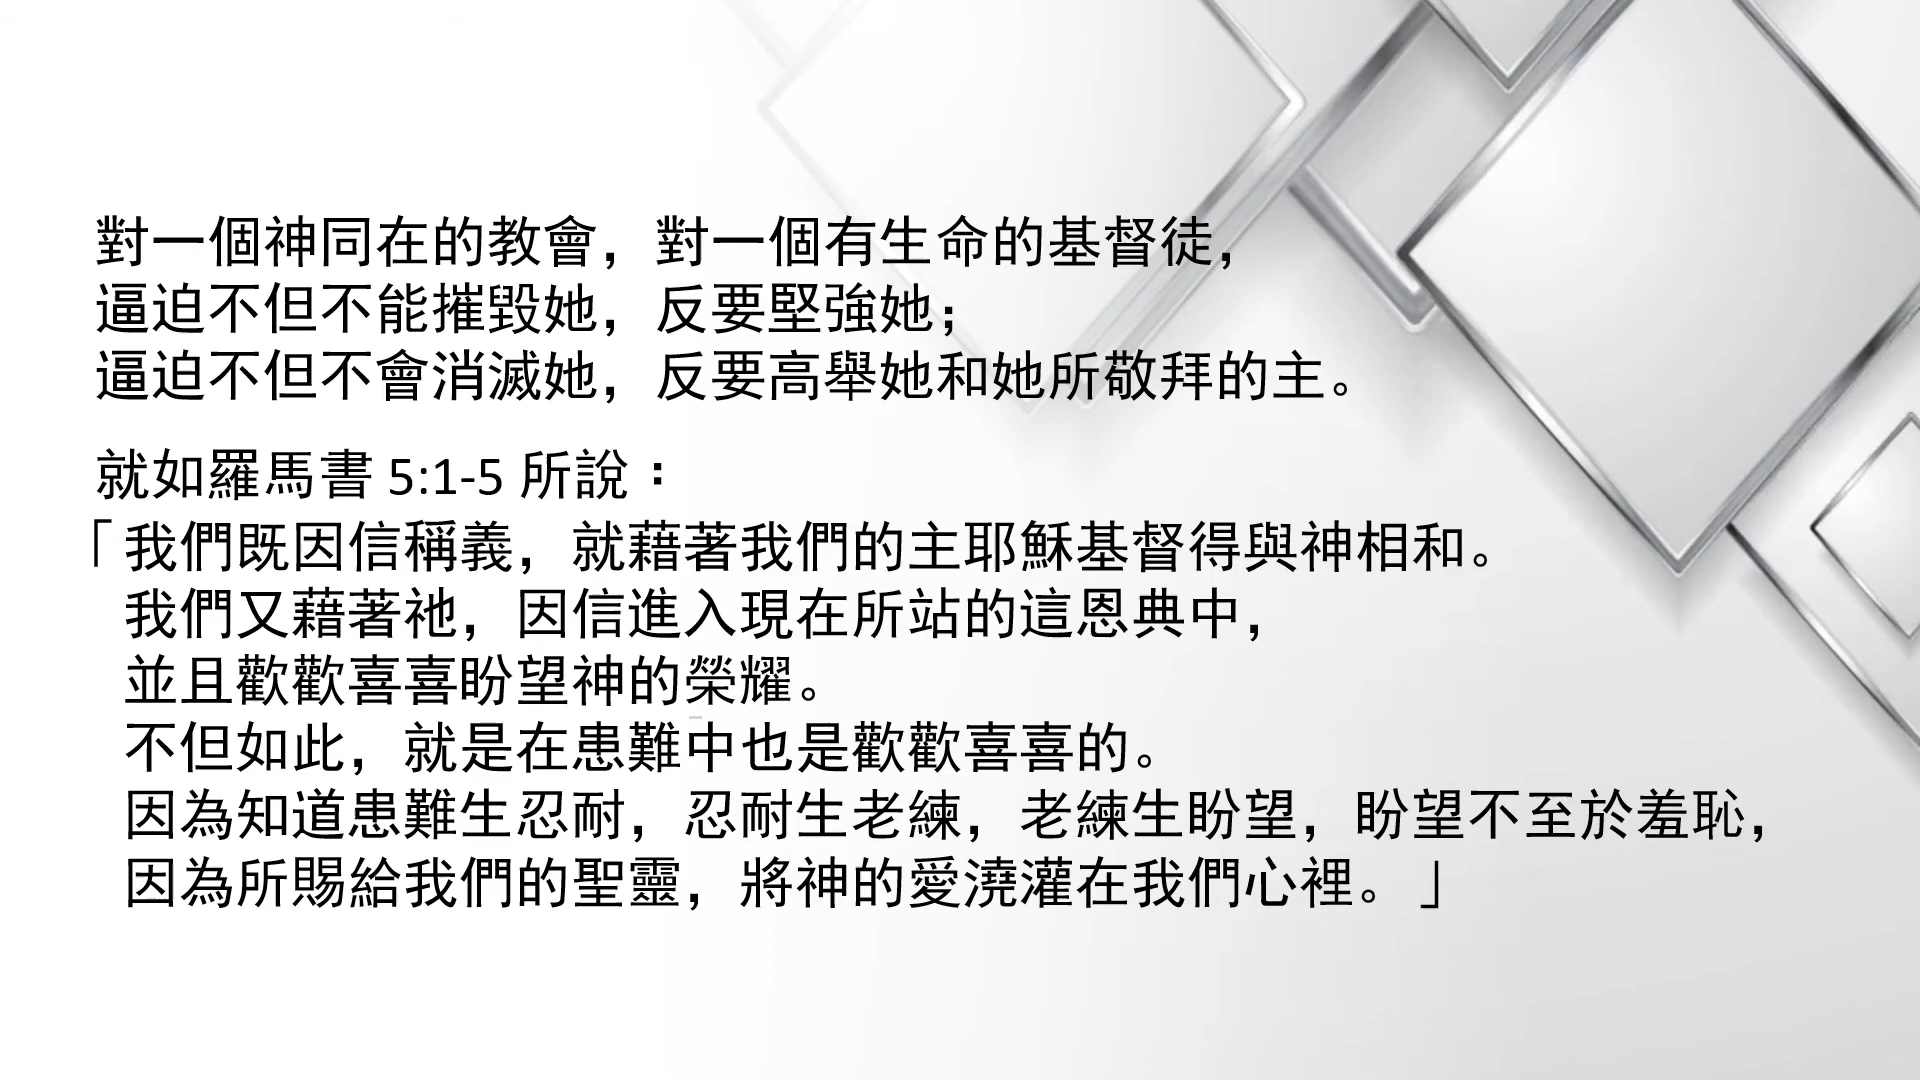 對一個神同在的教會，對一個有生命的基督徒，
逼迫不但不能摧毀她，反要堅強她；
逼迫不但不會消滅她，反要高舉她和她所敬拜的主。
就如羅馬書 5:1-5 所說：
「我們既因信稱義，就藉著我們的主耶穌基督得與神相和。
我們又藉著祂，因信進入現在所站的這恩典中，
並且歡歡喜喜盼望神的榮耀。
不但如此，就是在患難中也是歡歡喜喜的。
因為知道患難生忍耐，忍耐生老練，老練生盼望，盼望不至於羞恥，
因為所賜給我們的聖靈，將神的愛澆灌在我們心裡。」